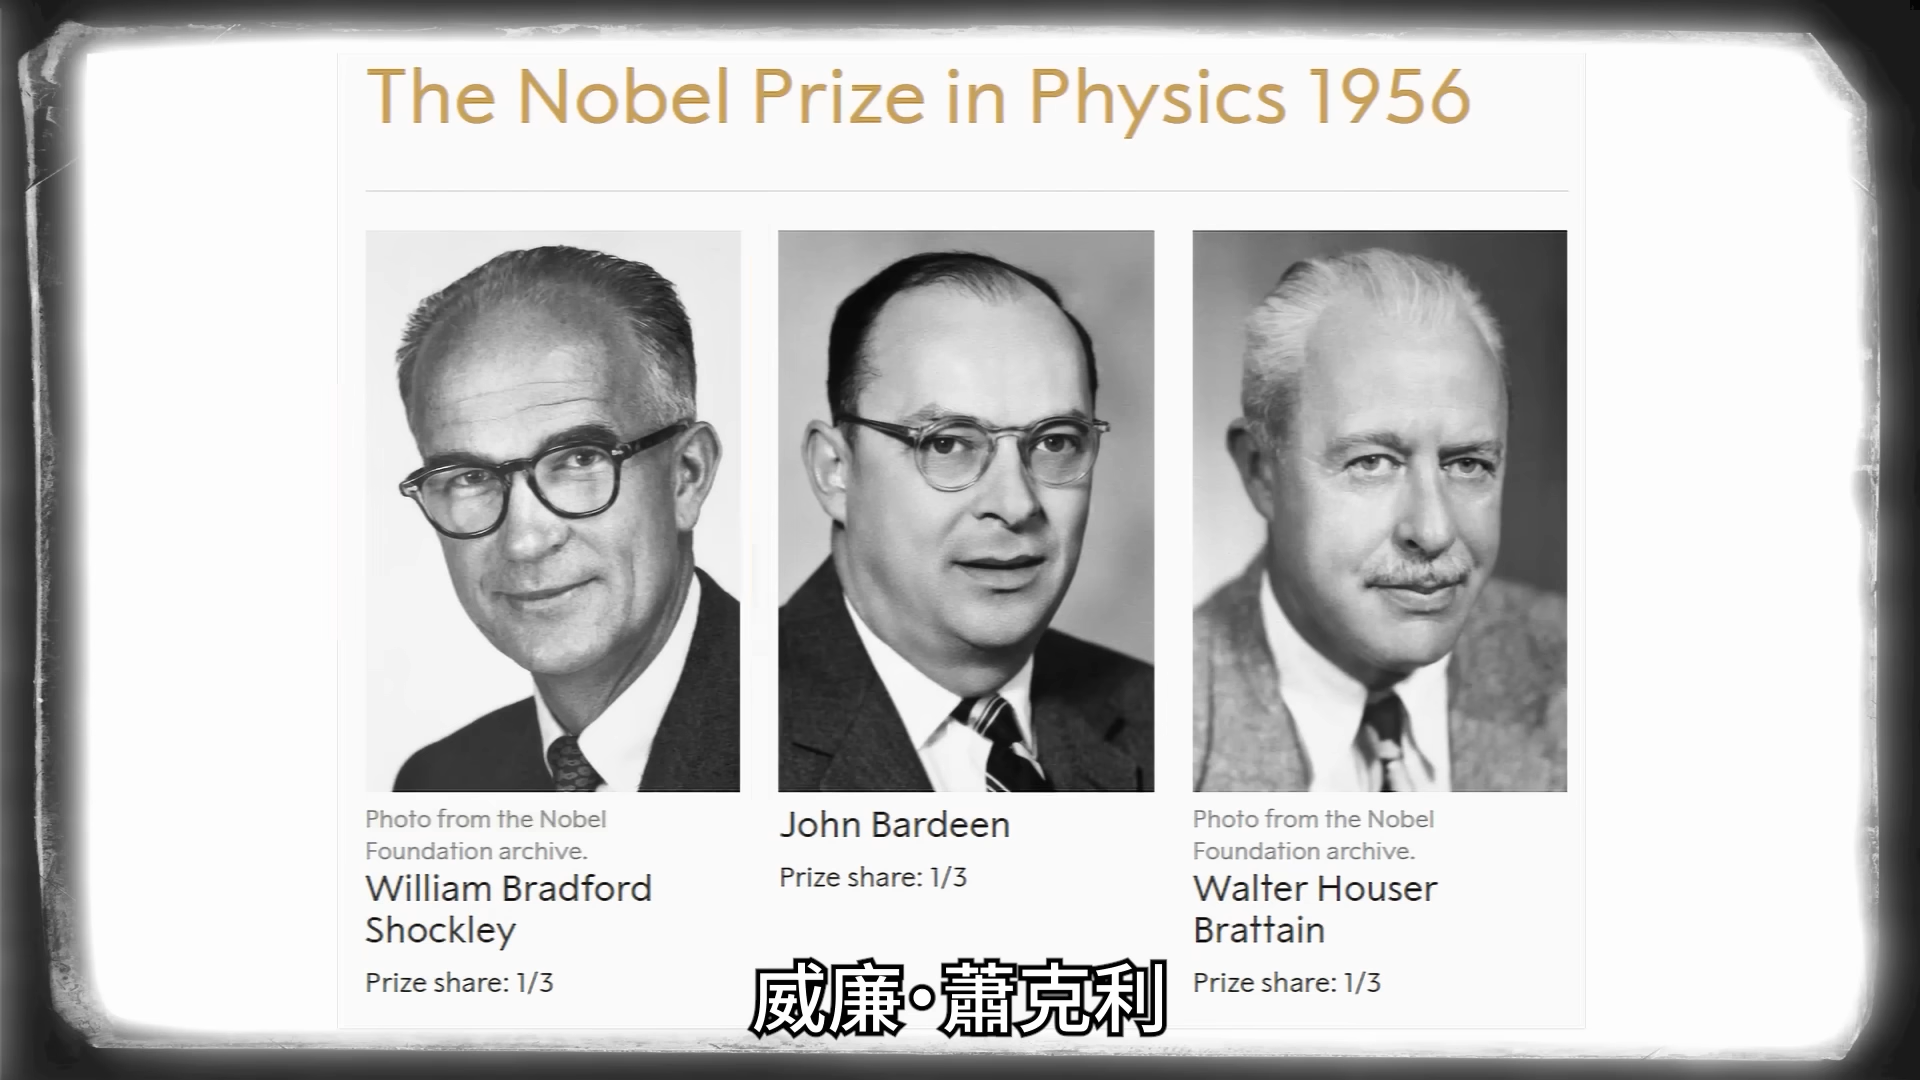 The Nobel Prize in Physics 1956
Photo from the Nobel
Foundation archive.
William Bradford
Shockley
Prize share: 1/3
John Bardeen
Prize share: 1/3
Photo from the Nobel
Foundation archive.
Walter Houser
Brattain
Prize share: 1/3
威廉·蕭克利